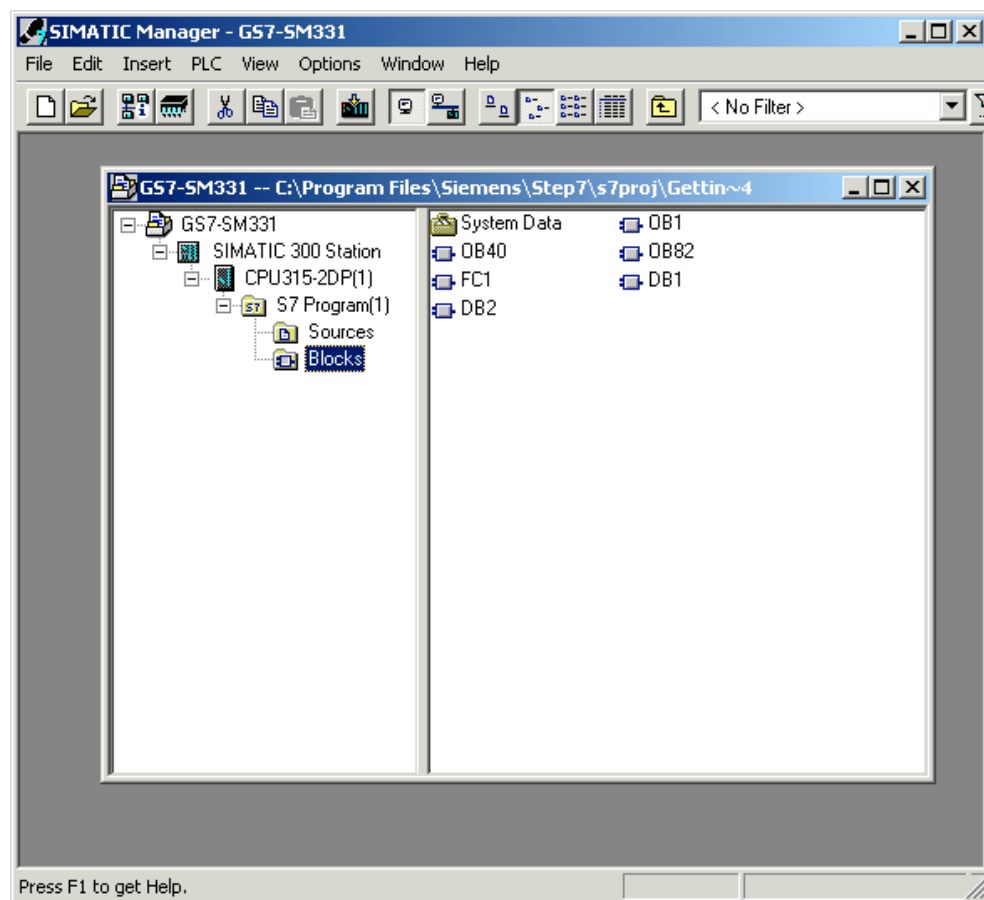 SIMATIC Manager - GS7-SM331
File Edit Insert PLC View Options Window Help
< No Filter >
GS7-SM331 -- C:\Program Files\Siemens\Step7\s7proj\Gettin~4
GS7-SM331
SIMATIC 300 Station
CPU315-2DP(1)
S7 Program(1)
Sources
Blocks
System Data OB1
OB40 OB82
FC1 DB1
DB2
Press F1 to get Help.